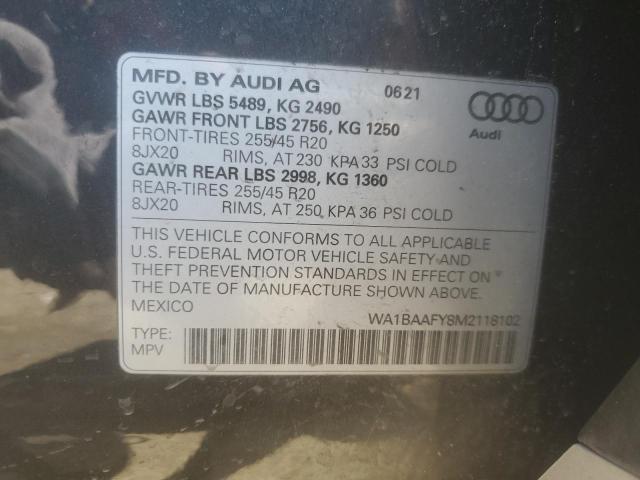 MFD. BY AUDI AG 0621
GVWR LBS 5489, KG 2490
GAWR FRONT LBS 2756, KG 1250
FRONT-TIRES 255/45 R20
8JX20 RIMS, AT 230 KPA 33 PSI COLD
GAWR REAR LBS 2998, KG 1360
REAR-TIRES 255/45 R20
8JX20 RIMS, AT 250 KPA 36 PSI COLD
Audi
THIS VEHICLE CONFORMS TO ALL APPLICABLE
U.S. FEDERAL MOTOR VEHICLE SAFETY AND
THEFT PREVENTION STANDARDS IN EFFECT ON
THE DATE OF MANUFACTURE SHOWN ABOVE.
MEXICO
WA1BAAFY8M2118102
TYPE:
MPV